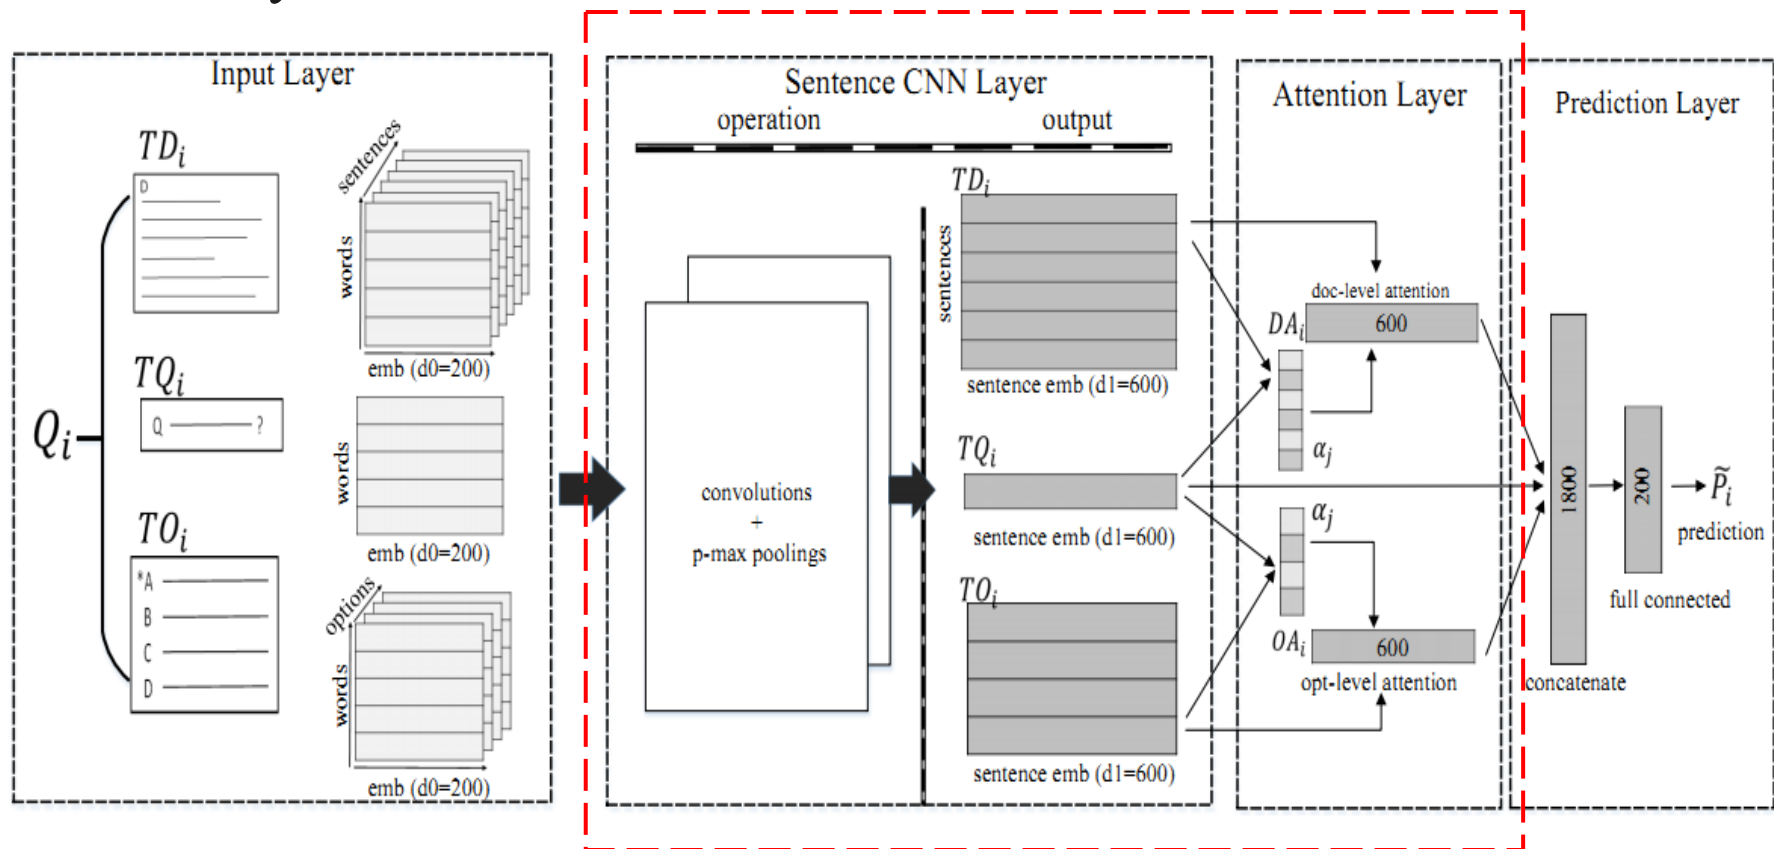 Input Layer
TD_i
D
sentences
words
emb (d0=200)
TQ_i
Q ?
words
emb (d0=200)
Q_i
TO_i
*A
B
C
D
options
words
emb (d0=200)
Sentence CNN Layer
operation
output
convolutions
+
p-max poolings
TD_i
sentences
sentence emb (d1=600)
TQ_i
sentence emb (d1=600)
TO_i
sentence emb (d1=600)
Attention Layer
doc-level attention
DA_i
600
α_j
α_j
OA_i
600
opt-level attention
Prediction Layer
1800
concatenate
200
full connected
P̃_i
prediction